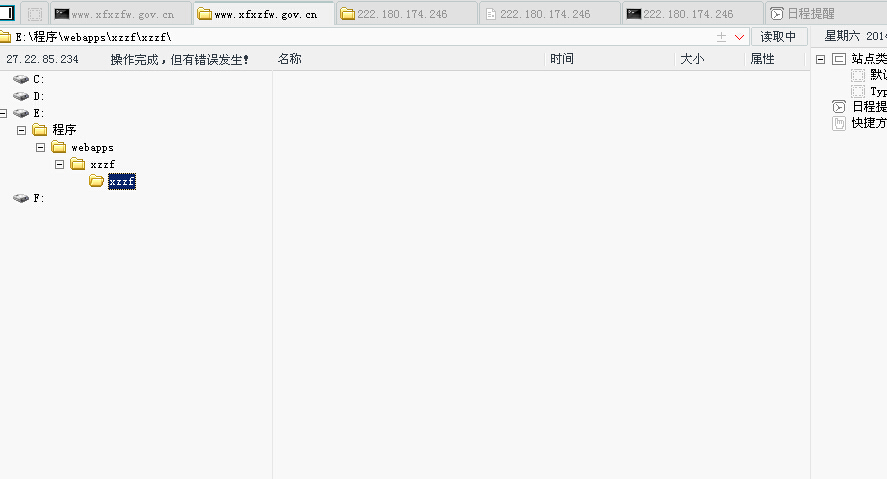 www.xfxzfw.gov.cn www.xfxzfw.gov.cn 222.180.174.246 222.180.174.246 222.180.174.246 日程提醒
E:\程序\webapps\xzzf\xzzf\ 读取中 星期六 2014
27.22.85.234 操作完成，但有错误发生! 名称 时间 大小 属性 站点类
C: 默认
D: Typ
E: 日程提
程序 快捷方
webapps
xzzf
xzzf
F: